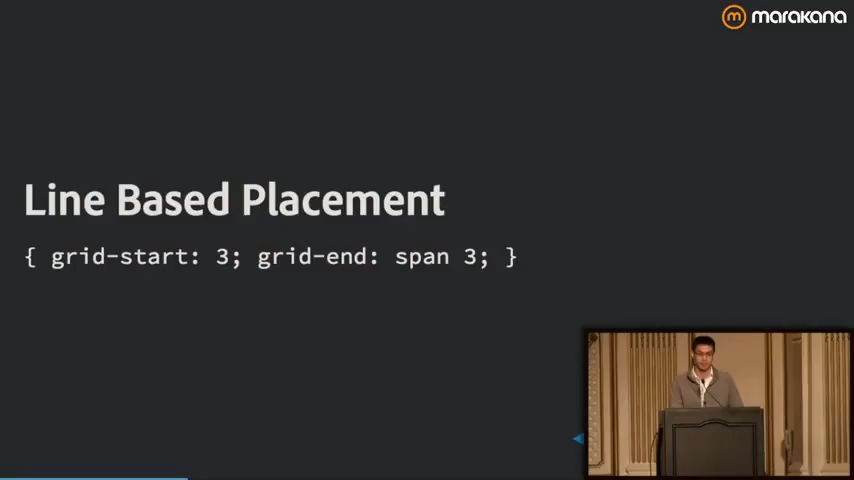 marakana
Line Based Placement
{ grid-start: 3; grid-end: span 3; }